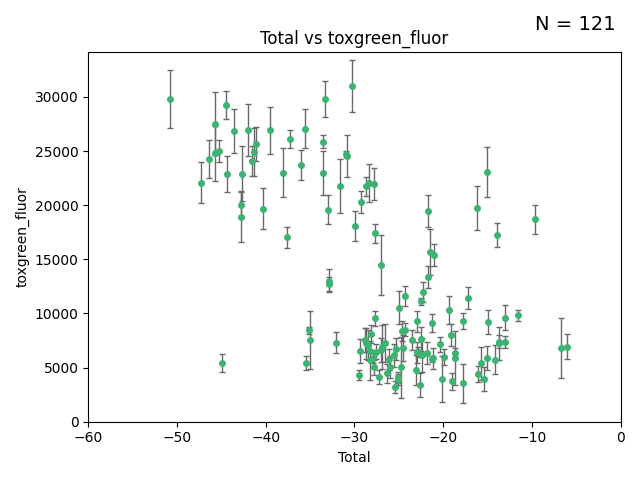 N = 121
Total vs toxgreen_fluor
toxgreen_fluor
30000
25000
20000
15000
10000
5000
0
−60 −50 −40 −30 −20 −10 0
Total